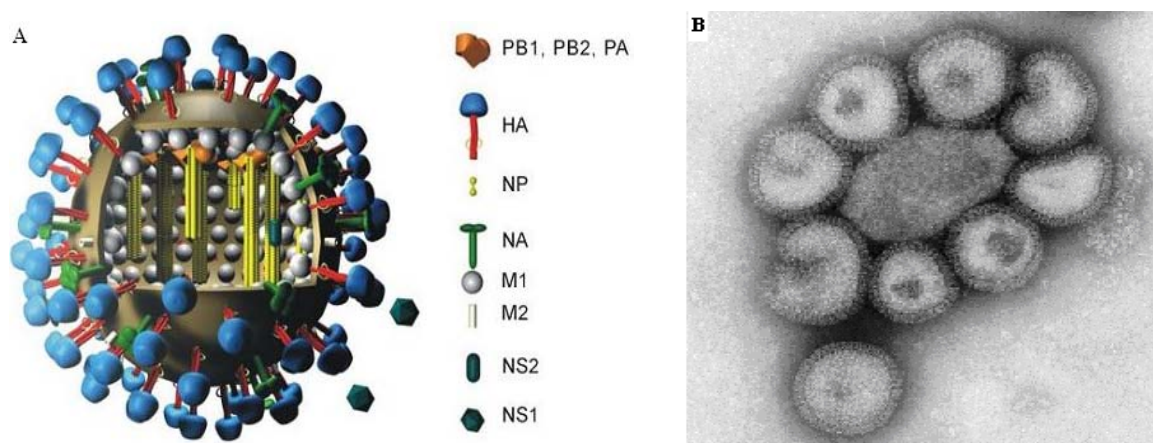 A
PB1, PB2, PA
HA
NP
NA
M1
M2
NS2
NS1
B